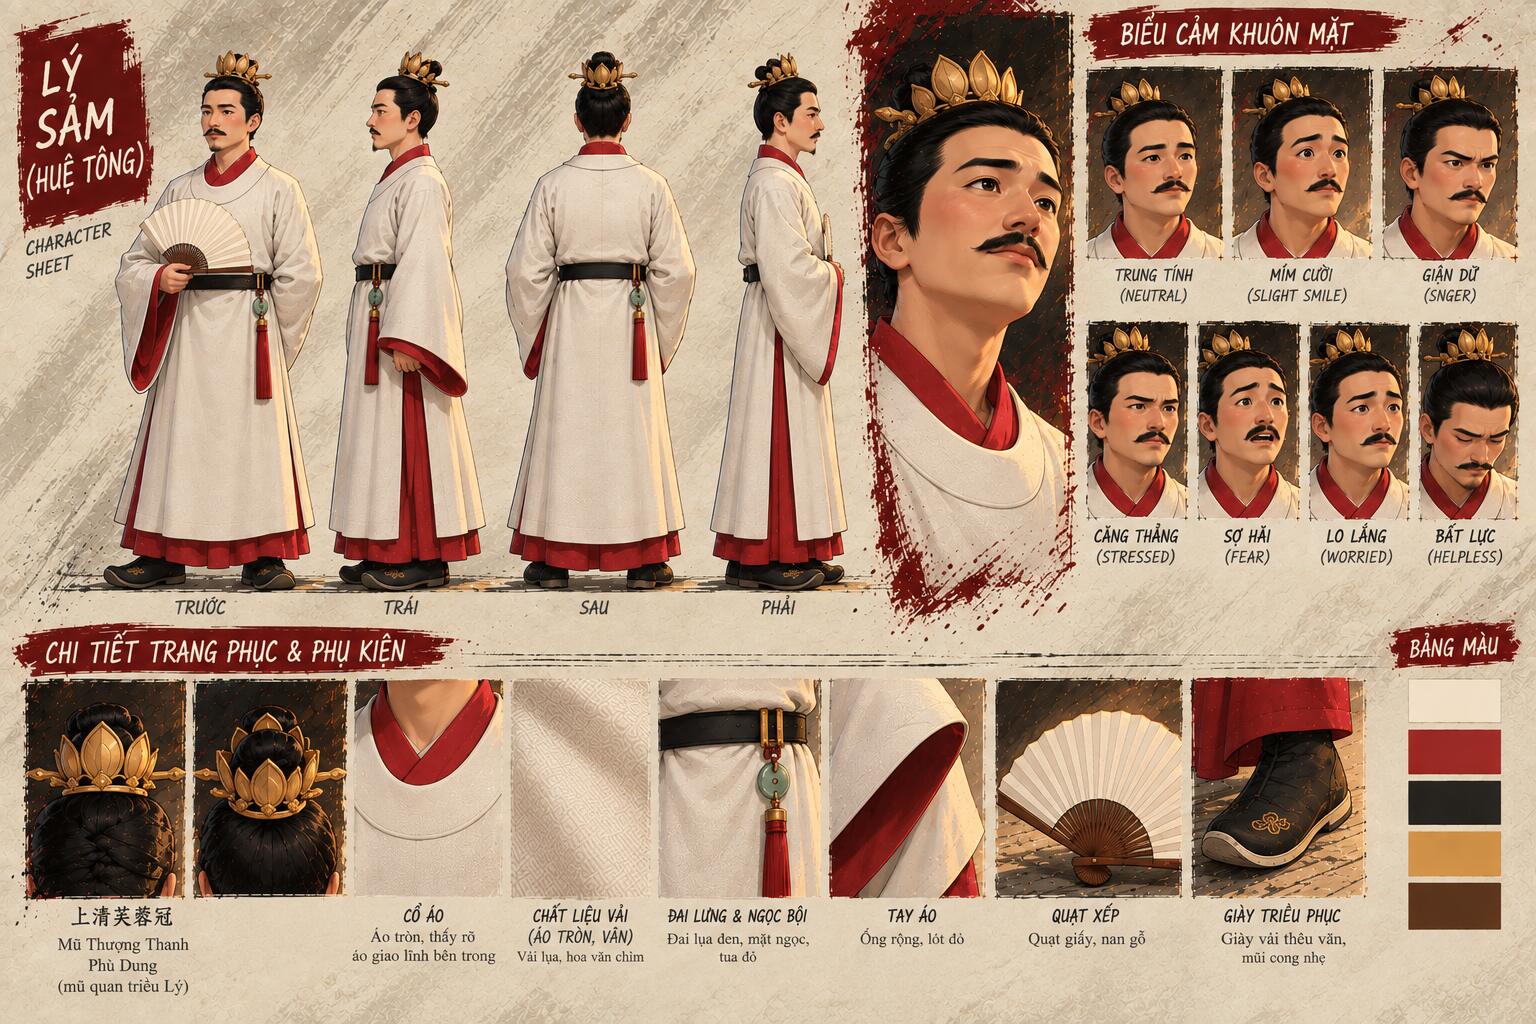 LÝ
SẢM
(HUỆ TÔNG)
CHARACTER
SHEET
TRƯỚC
TRÁI
SAU
PHẢI
BIỂU CẢM KHUÔN MẶT
TRUNG TÍNH
(NEUTRAL)
MỈM CƯỜI
(SLIGHT SMILE)
GIẬN DỮ
(SNGER)
CĂNG THẲNG
(STRESSED)
SỢ HÃI
(FEAR)
LO LẮNG
(WORRIED)
BẤT LỰC
(HELPLESS)
CHI TIẾT TRANG PHỤC & PHỤ KIỆN
上清芙蓉冠
Mũ Thượng Thanh
Phù Dung
(mũ quan triều Lý)
CỔ ÁO
Áo tròn, thấy rõ
áo giao lĩnh bên trong
CHẤT LIỆU VẢI
(ÁO TRÒN, VÂN)
Vải lụa, hoa văn chìm
ĐAI LƯNG & NGỌC BỘI
Đai lụa đen, mặt ngọc,
tua đỏ
TAY ÁO
Ống rộng, lót đỏ
QUẠT XẾP
Quạt giấy, nan gỗ
GIÀY TRIỀU PHỤC
Giày vải thêu văn,
mũi cong nhẹ
BẢNG MÀU